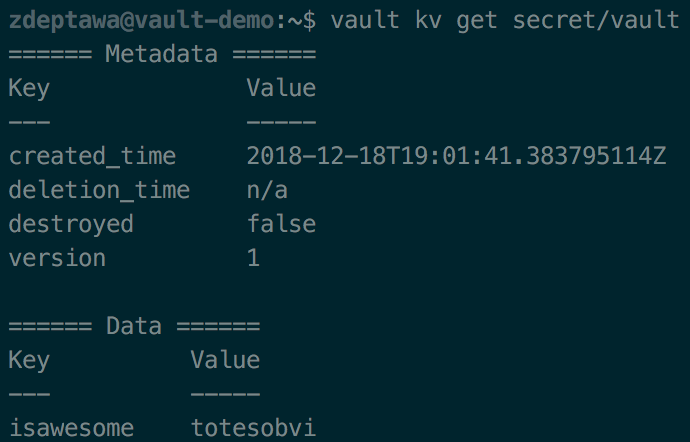 zdeptawa@vault-demo:~$ vault kv get secret/vault
====== Metadata ======
Key              Value
---              -----
created_time     2018-12-18T19:01:41.383795114Z
deletion_time    n/a
destroyed        false
version          1

====== Data ======
Key          Value
---          -----
isawesome    totesobvi